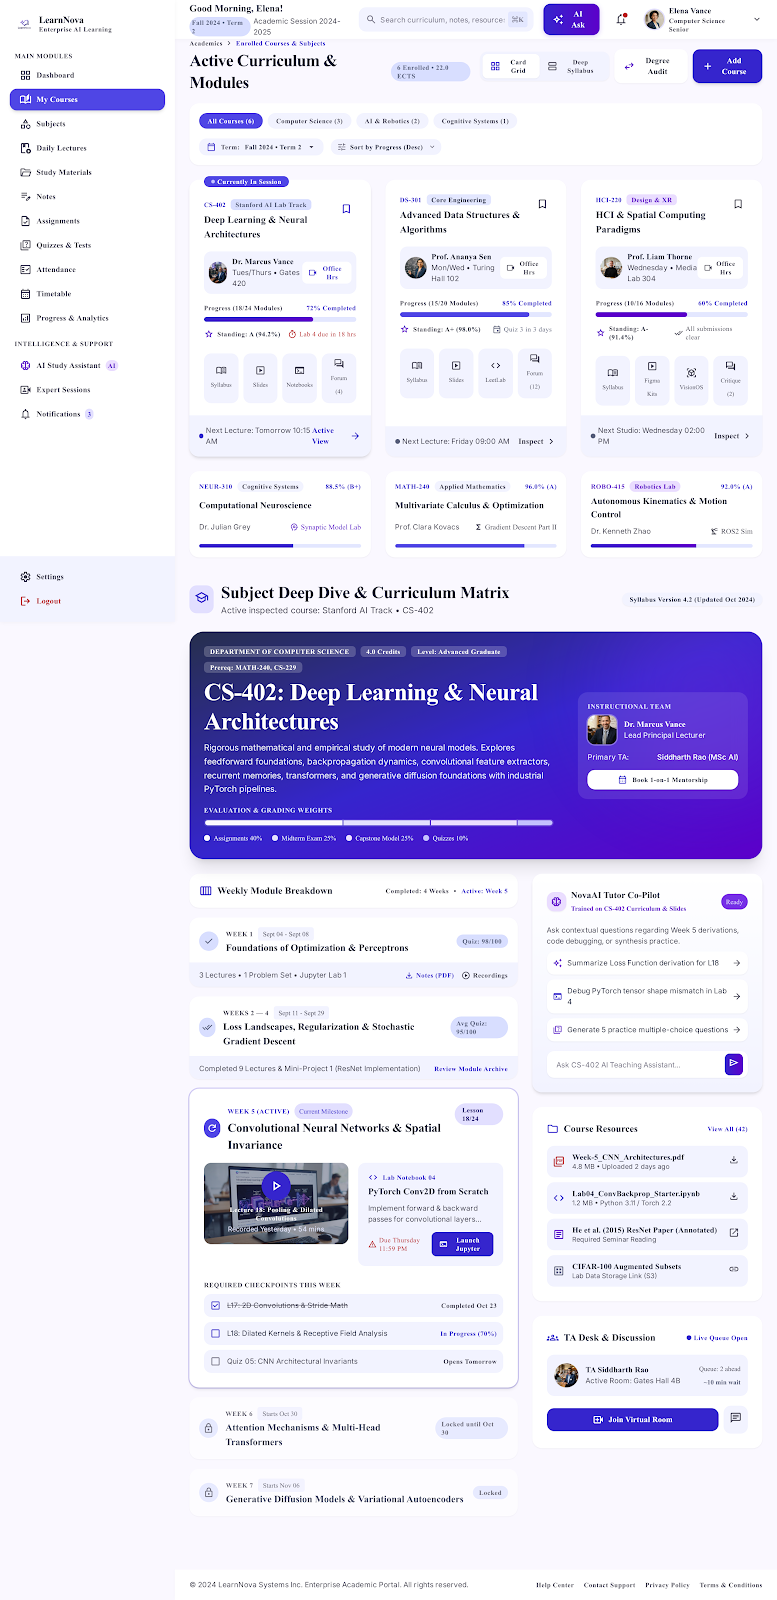 LearnNova
Enterprise AI Learning
MAIN MODULES
Dashboard
My Courses
Subjects
Daily Lectures
Study Materials
Notes
Assignments
Quizzes & Tests
Attendance
Timetable
Progress & Analytics
INTELLIGENCE & SUPPORT
AI Study Assistant AI
Expert Sessions
Notifications 3
Settings
Logout
Good Morning, Elena!
Fall 2024 • Term 2
Academic Session 2024-2025
Search curriculum, notes, resources
⌘K
AI Ask
Elena Vance
Computer Science Senior
Academics > Enrolled Courses & Subjects
Active Curriculum & Modules
6 Enrolled • 22.0 ECTS
Card Grid
Deep Syllabus
Degree Audit
Add Course
All Courses (6)
Computer Science (3)
AI & Robotics (2)
Cognitive Systems (1)
Term: Fall 2024 • Term 2
Sort by Progress (Desc)
Currently In Session
CS-402 Stanford AI Lab Track
Deep Learning & Neural Architectures
Dr. Marcus Vance
Tues/Thurs • Gates 420
Office Hrs
Progress (18/24 Modules) 72% Completed
Standing: A (94.2%) Lab 4 due in 18 hrs
Syllabus
Slides
Notebooks
Forum (4)
Next Lecture: Tomorrow 10:15 AM
Active View
DS-301 Core Engineering
Advanced Data Structures & Algorithms
Prof. Ananya Sen
Mon/Wed • Turing Hall 102
Office Hrs
Progress (15/20 Modules) 85% Completed
Standing: A+ (98.0%) Quiz 3 in 3 days
Syllabus
Slides
LeetLab
Forum (12)
Next Lecture: Friday 09:00 AM
Inspect
HCI-220 Design & XR
HCI & Spatial Computing Paradigms
Prof. Liam Thorne
Wednesday • Media Lab 304
Office Hrs
Progress (10/16 Modules) 60% Completed
Standing: A- (91.4%)
All submissions clear
Syllabus
Figma Kits
VisionOS
Critique (2)
Next Studio: Wednesday 02:00 PM
Inspect
NEUR-310 Cognitive Systems 88.5% (B+)
Computational Neuroscience
Dr. Julian Grey Synaptic Model Lab
MATH-240 Applied Mathematics 96.0% (A)
Multivariate Calculus & Optimization
Prof. Clara Kovacs Gradient Descent Part II
ROBO-415 Robotics Lab 92.0% (A)
Autonomous Kinematics & Motion Control
Dr. Kenneth Zhao ROS2 Sim
Subject Deep Dive & Curriculum Matrix
Active inspected course: Stanford AI Track • CS-402
Syllabus Version 4.2 (Updated Oct 2024)
DEPARTMENT OF COMPUTER SCIENCE
4.0 Credits
Level: Advanced Graduate
Prereq: MATH-240, CS-229
CS-402: Deep Learning & Neural
Architectures
Rigorous mathematical and empirical study of modern neural models. Explores
feedforward foundations, backpropagation dynamics, convolutional feature extractors,
recurrent memories, transformers, and generative diffusion foundations with industrial
PyTorch pipelines.
EVALUATION & GRADING WEIGHTS
Assignments 40%
Midterm Exam 25%
Capstone Model 25%
Quizzes 10%
INSTRUCTIONAL TEAM
Dr. Marcus Vance
Lead Principal Lecturer
Primary TA: Siddharth Rao (MSc AI)
Book 1-on-1 Mentorship
Weekly Module Breakdown
Completed: 4 Weeks • Active: Week 5
WEEK 1 Sept 04 - Sept 08
Foundations of Optimization & Perceptrons
Quiz: 98/100
3 Lectures • 1 Problem Set • Jupyter Lab 1
Notes (PDF)
Recordings
WEEKS 2 — 4 Sept 11 - Sept 29
Loss Landscapes, Regularization & Stochastic
Gradient Descent
Avg Quiz: 95/100
Completed 9 Lectures & Mini-Project 1 (ResNet Implementation)
Review Module Archive
WEEK 5 (ACTIVE) Current Milestone
Lesson 18/24
Convolutional Neural Networks & Spatial
Invariance
Lecture 18: Pooling & Dilated Convolutions
Recorded Yesterday • 54 mins
Lab Notebook 04
PyTorch Conv2D from Scratch
Implement forward & backward
passes for convolutional layers...
Due Thursday 11:59 PM
Launch Jupyter
REQUIRED CHECKPOINTS THIS WEEK
L17: 2D Convolutions & Stride Math Completed Oct 23
L18: Dilated Kernels & Receptive Field Analysis In Progress (70%)
Quiz 05: CNN Architectural Invariants Opens Tomorrow
WEEK 6 Starts Oct 30
Attention Mechanisms & Multi-Head
Transformers
Locked until Oct 30
WEEK 7 Starts Nov 06
Generative Diffusion Models & Variational Autoencoders
Locked
NovaAI Tutor Co-Pilot
Trained on CS-402 Curriculum & Slides
Ready
Ask contextual questions regarding Week 5 derivations,
code debugging, or synthesis practice.
Summarize Loss Function derivation for L18
Debug PyTorch tensor shape mismatch in Lab 4
Generate 5 practice multiple-choice questions
Ask CS-402 AI Teaching Assistant...
Course Resources
View All (42)
Week-5_CNN_Architectures.pdf
4.8 MB • Uploaded 2 days ago
Lab04_ConvBackprop_Starter.ipynb
1.2 MB • Python 3.11 / Torch 2.2
He et al. (2015) ResNet Paper (Annotated)
Required Seminar Reading
CIFAR-100 Augmented Subsets
Lab Data Storage Link (S3)
TA Desk & Discussion
Live Queue Open
TA Siddharth Rao
Active Room: Gates Hall 4B
Queue: 2 ahead
~10 min wait
Join Virtual Room
© 2024 LearnNova Systems Inc. Enterprise Academic Portal. All rights reserved.
Help Center
Contact Support
Privacy Policy
Terms & Conditions